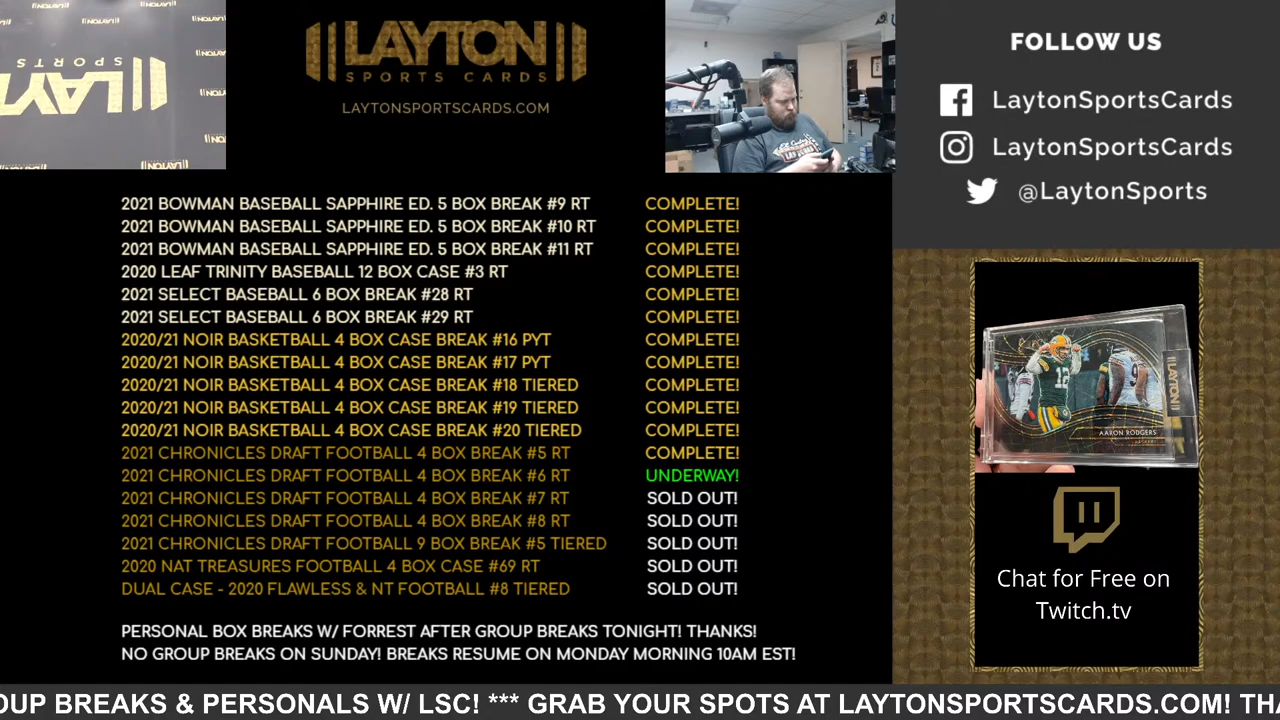 LAYTON
SPORTS
LAYTON
SPORTS CARDS
LAYTONSPORTSCARDS.COM
FOLLOW US
LaytonSportsCards
LaytonSportsCards
@LaytonSports
2021 BOWMAN BASEBALL SAPPHIRE ED. 5 BOX BREAK #9 RT COMPLETE!
2021 BOWMAN BASEBALL SAPPHIRE ED. 5 BOX BREAK #10 RT COMPLETE!
2021 BOWMAN BASEBALL SAPPHIRE ED. 5 BOX BREAK #11 RT COMPLETE!
2020 LEAF TRINITY BASEBALL 12 BOX CASE #3 RT COMPLETE!
2021 SELECT BASEBALL 6 BOX BREAK #28 RT COMPLETE!
2021 SELECT BASEBALL 6 BOX BREAK #29 RT COMPLETE!
2020/21 NOIR BASKETBALL 4 BOX CASE BREAK #16 PYT COMPLETE!
2020/21 NOIR BASKETBALL 4 BOX CASE BREAK #17 PYT COMPLETE!
2020/21 NOIR BASKETBALL 4 BOX CASE BREAK #18 TIERED COMPLETE!
2020/21 NOIR BASKETBALL 4 BOX CASE BREAK #19 TIERED COMPLETE!
2020/21 NOIR BASKETBALL 4 BOX CASE BREAK #20 TIERED COMPLETE!
2021 CHRONICLES DRAFT FOOTBALL 4 BOX BREAK #5 RT COMPLETE!
2021 CHRONICLES DRAFT FOOTBALL 4 BOX BREAK #6 RT UNDERWAY!
2021 CHRONICLES DRAFT FOOTBALL 4 BOX BREAK #7 RT SOLD OUT!
2021 CHRONICLES DRAFT FOOTBALL 4 BOX BREAK #8 RT SOLD OUT!
2021 CHRONICLES DRAFT FOOTBALL 9 BOX BREAK #5 TIERED SOLD OUT!
2020 NAT TREASURES FOOTBALL 4 BOX CASE #69 RT SOLD OUT!
DUAL CASE - 2020 FLAWLESS & NT FOOTBALL #8 TIERED SOLD OUT!
PERSONAL BOX BREAKS W/ FORREST AFTER GROUP BREAKS TONIGHT! THANKS!
NO GROUP BREAKS ON SUNDAY! BREAKS RESUME ON MONDAY MORNING 10AM EST!
12
9
AARON RODGERS
LAYTON
Chat for Free on
Twitch.tv
OUP BREAKS & PERSONALS W/ LSC! *** GRAB YOUR SPOTS AT LAYTONSPORTSCARDS.COM! THA